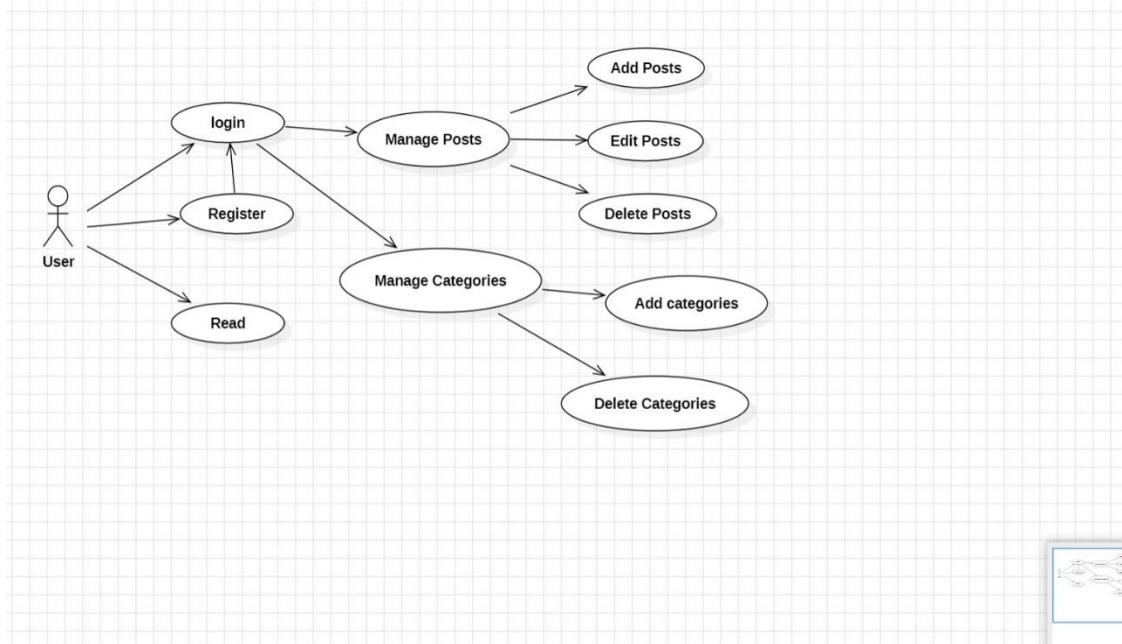 Add Posts
login
Manage Posts
Edit Posts
Register
Delete Posts
User
Manage Categories
Add categories
Read
Delete Categories